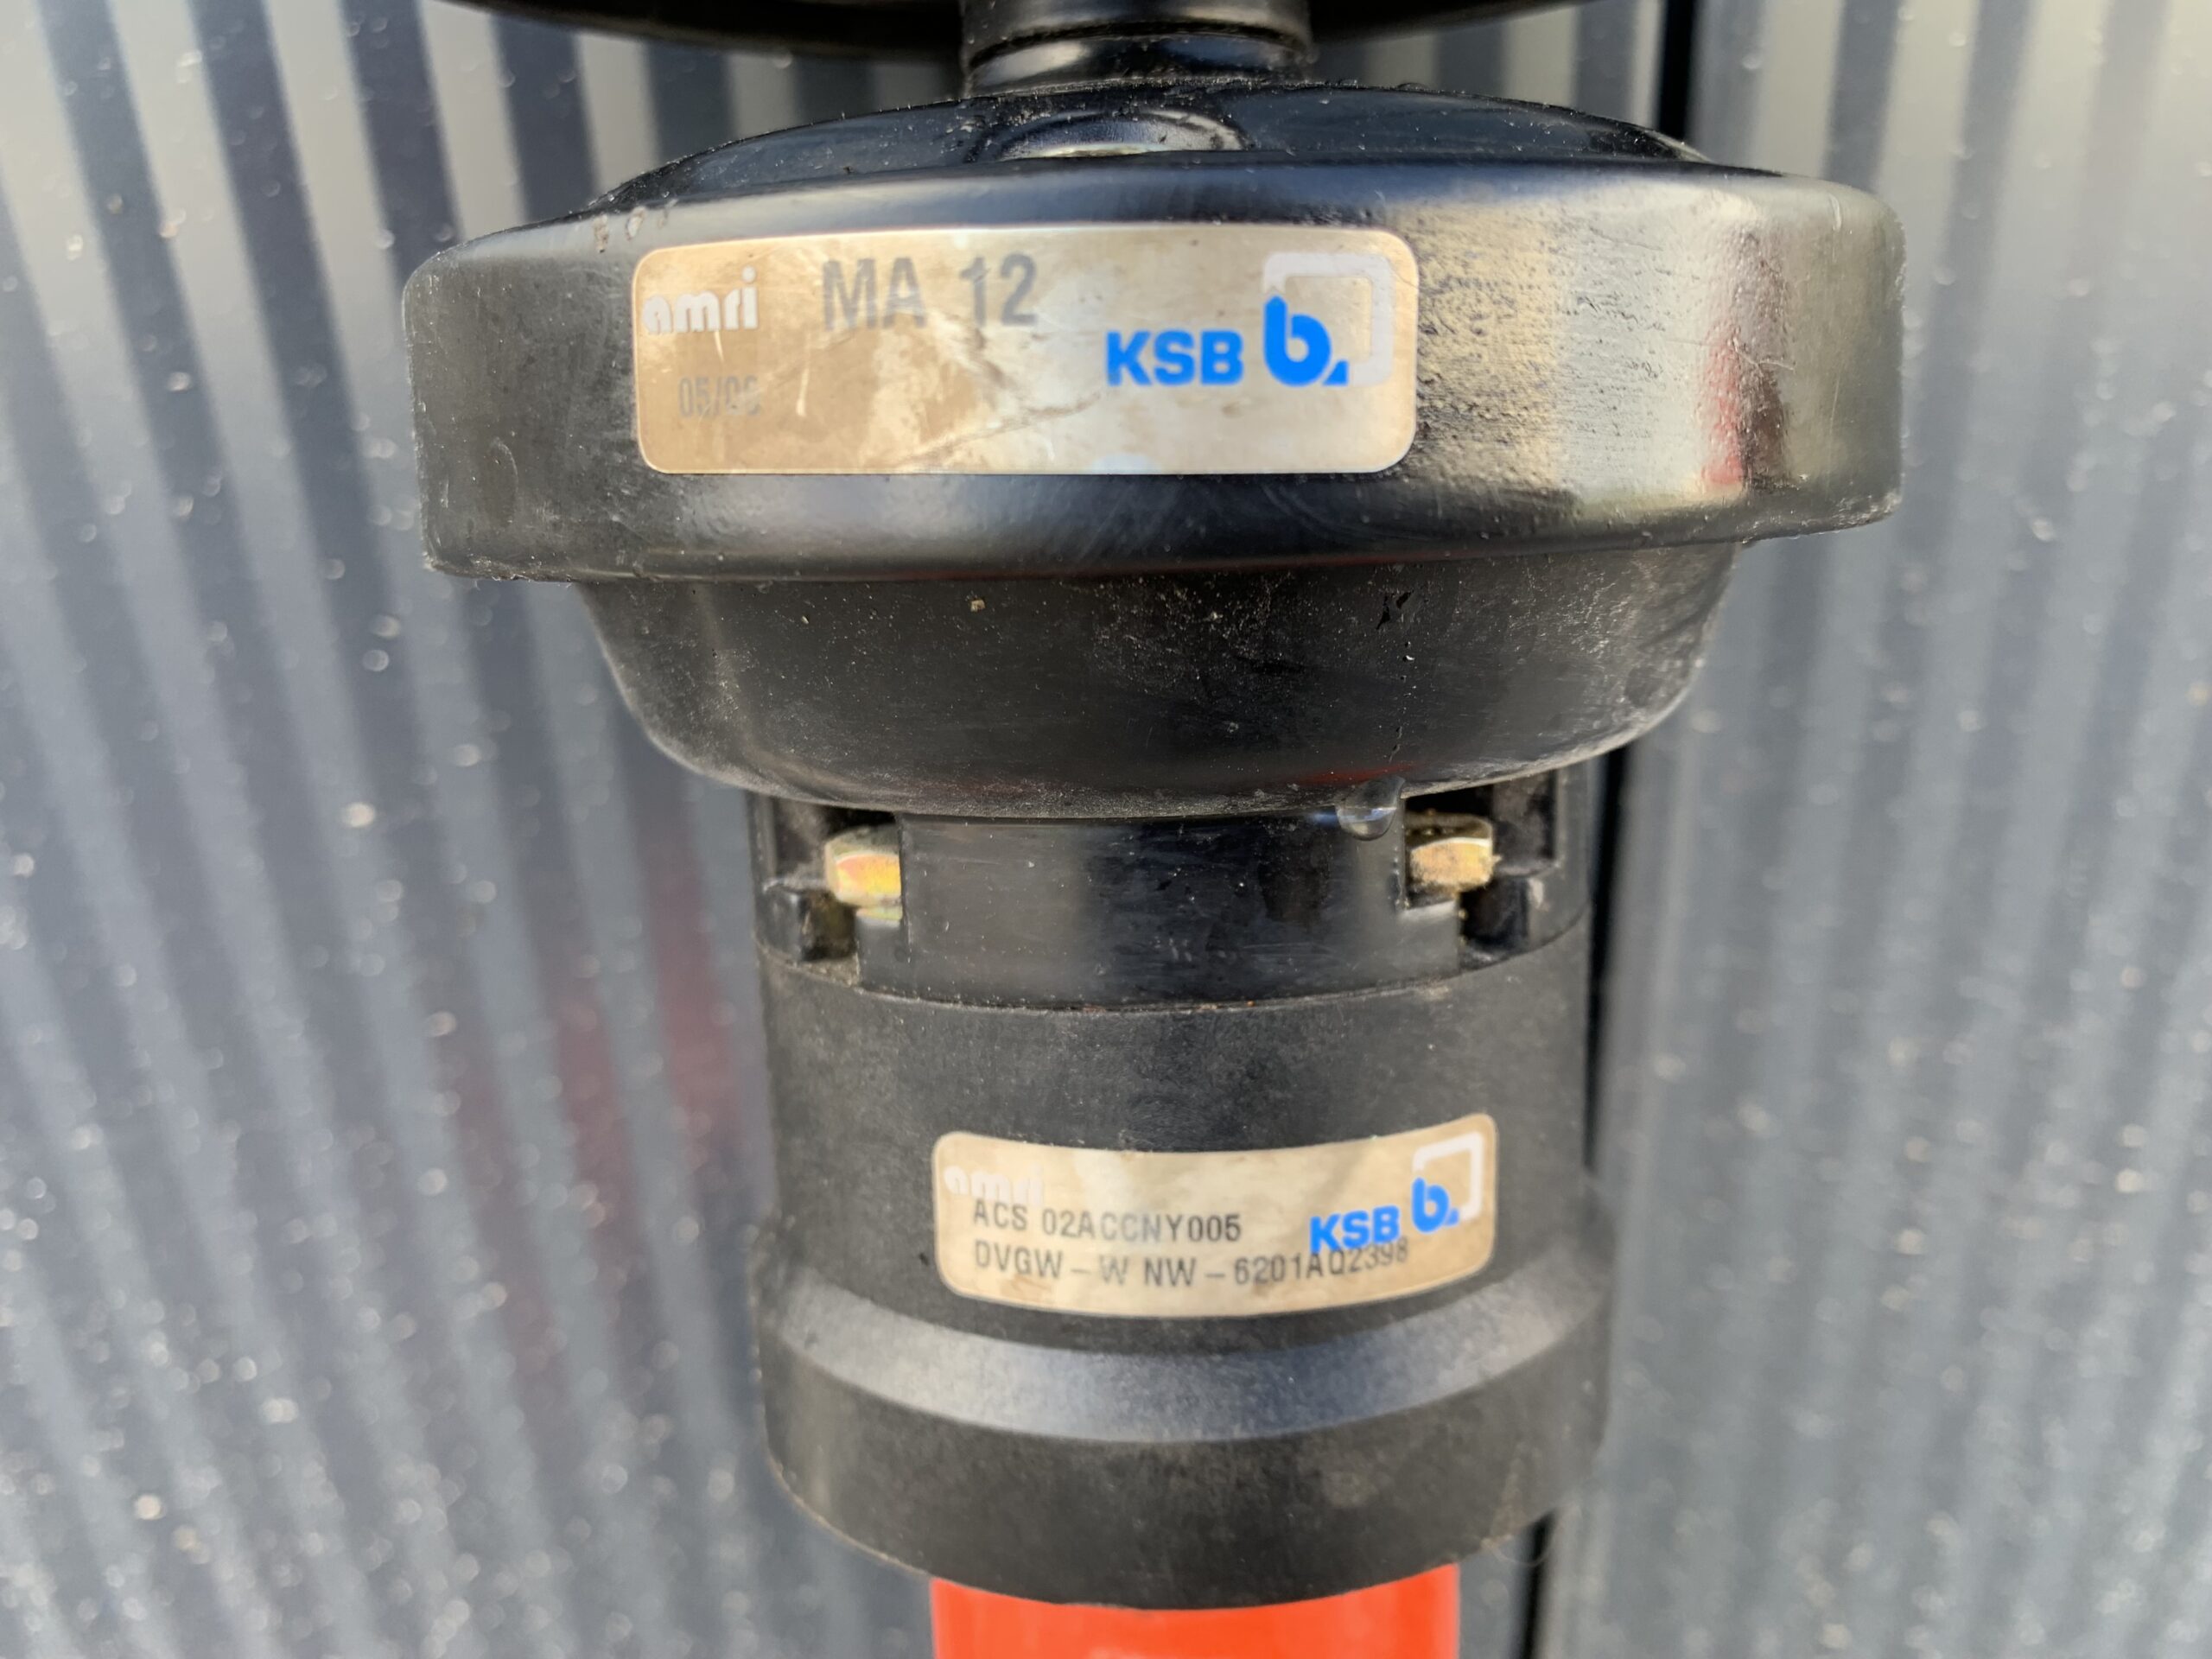 amri MA 12
KSB b.
amri
ACS 02ACCNY005
KSB b.
DVGW-W NW-6201AQ2398